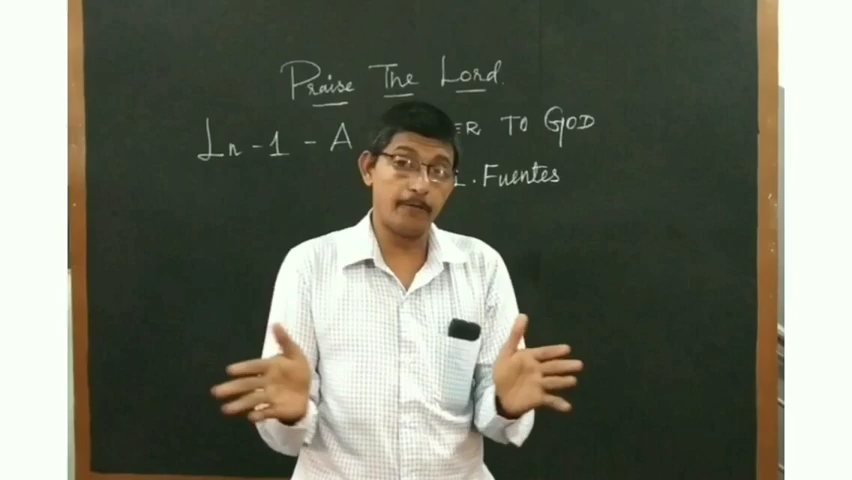 Praise The Lord.
Ln - 1 - A ER TO GOD
L. Fuentes